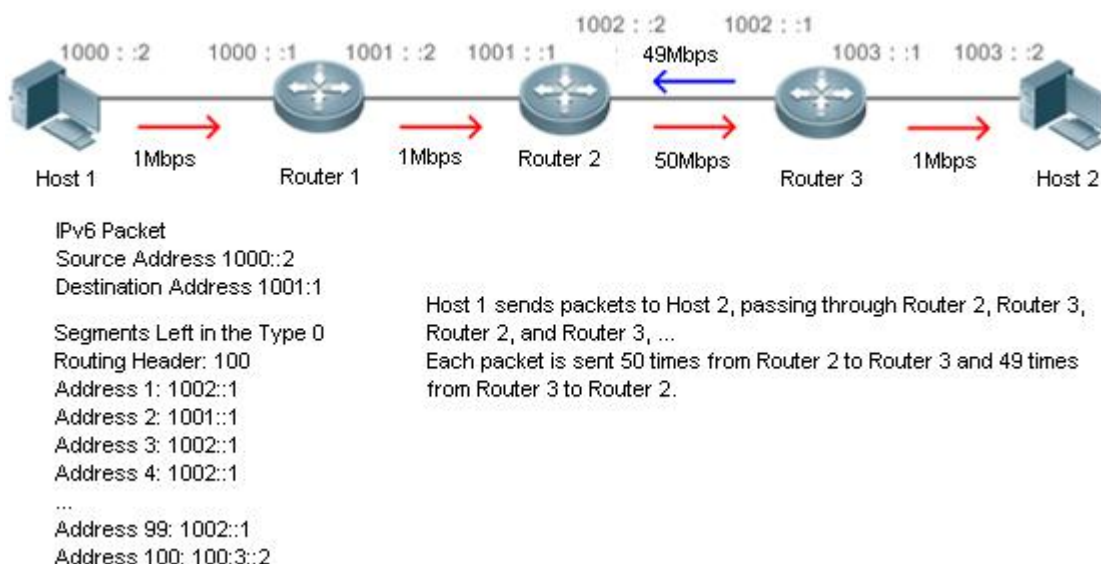 1002 : ::2 1002 : ::1
1000 : ::2 1000 : ::1 1001 : ::2 1001 : ::1 49Mbps 1003 : ::1 1003 : ::2
1Mbps 1Mbps 50Mbps 1Mbps
Host 1 Router 1 Router 2 Router 3 Host 2
IPv6 Packet
Source Address 1000::2
Destination Address 1001:1
Segments Left in the Type 0
Routing Header: 100
Address 1: 1002::1
Address 2: 1001::1
Address 3: 1002::1
Address 4: 1002::1
...
Address 99: 1002::1
Address 100: 100:3::2
Host 1 sends packets to Host 2, passing through Router 2, Router 3,
Router 2, and Router 3, ...
Each packet is sent 50 times from Router 2 to Router 3 and 49 times
from Router 3 to Router 2.